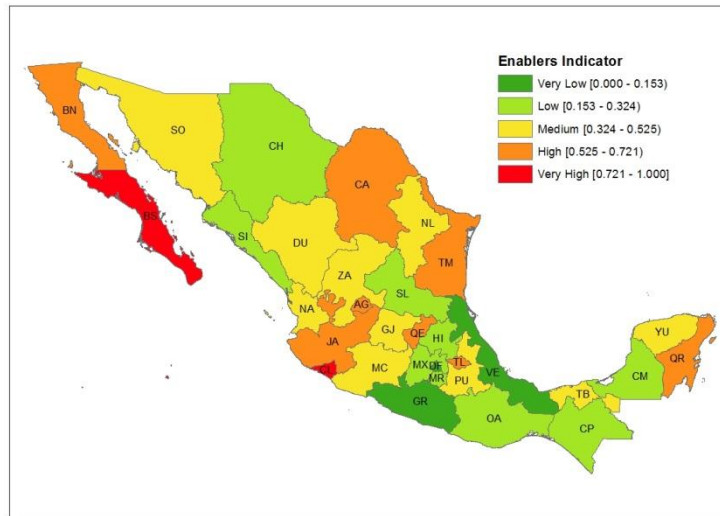 Enablers Indicator
Very Low [0.000 - 0.153)
Low [0.153 - 0.324)
Medium [0.324 - 0.525)
High [0.525 - 0.721)
Very High [0.721 - 1.000]
BN
SO
CH
CA
BS
SI
DU
NL
TM
ZA
SL
NA
AG
JA
GJ
QE
HI
YU
QR
CL
MC
MX
DF
TL
VE
CM
MR
PU
TB
GR
OA
CP